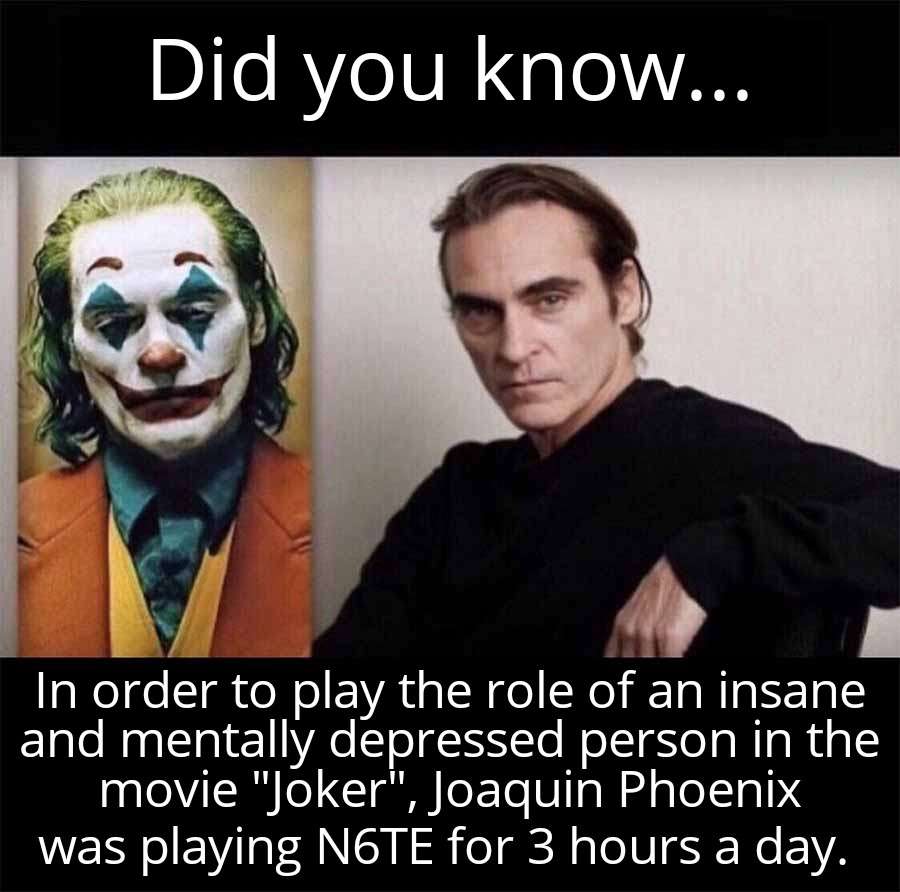 Did you know...
In order to play the role of an insane
and mentally depressed person in the
movie "Joker", Joaquin Phoenix
was playing N6TE for 3 hours a day.